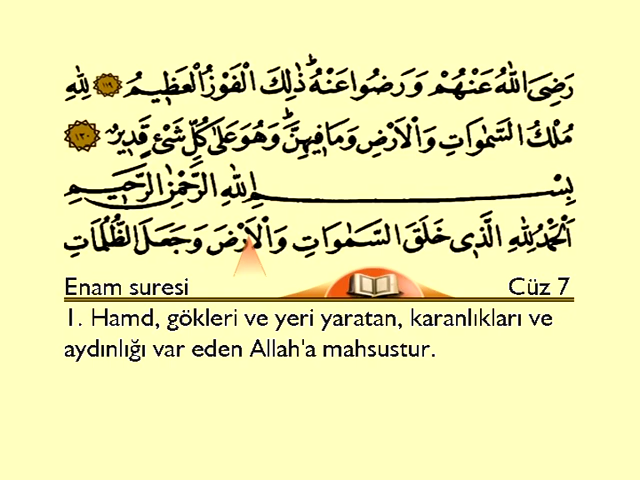 رَضِىَ اللّٰهُ عَنْهُمْ وَرَضُوا عَنْهُ ذٰلِكَ الْفَوْزُ الْعَظٖيمُ ﴿١١٩﴾ لِلّٰهِ
مُلْكُ السَّمٰوَاتِ وَالْاَرْضِ وَمَا فٖيهِنَّ وَهُوَ عَلٰى كُلِّ شَىْءٍ قَدٖيرٌ ﴿١٢٠﴾
بِسْمِ اللّٰهِ الرَّحْمٰنِ الرَّحٖيمِ
اَلْحَمْدُ لِلّٰهِ الَّذٖى خَلَقَ السَّمٰوَاتِ وَالْاَرْضَ وَجَعَلَ الظُّلُمَاتِ
Enam suresi Cüz 7
1. Hamd, gökleri ve yeri yaratan, karanlıkları ve
aydınlığı var eden Allah'a mahsustur.